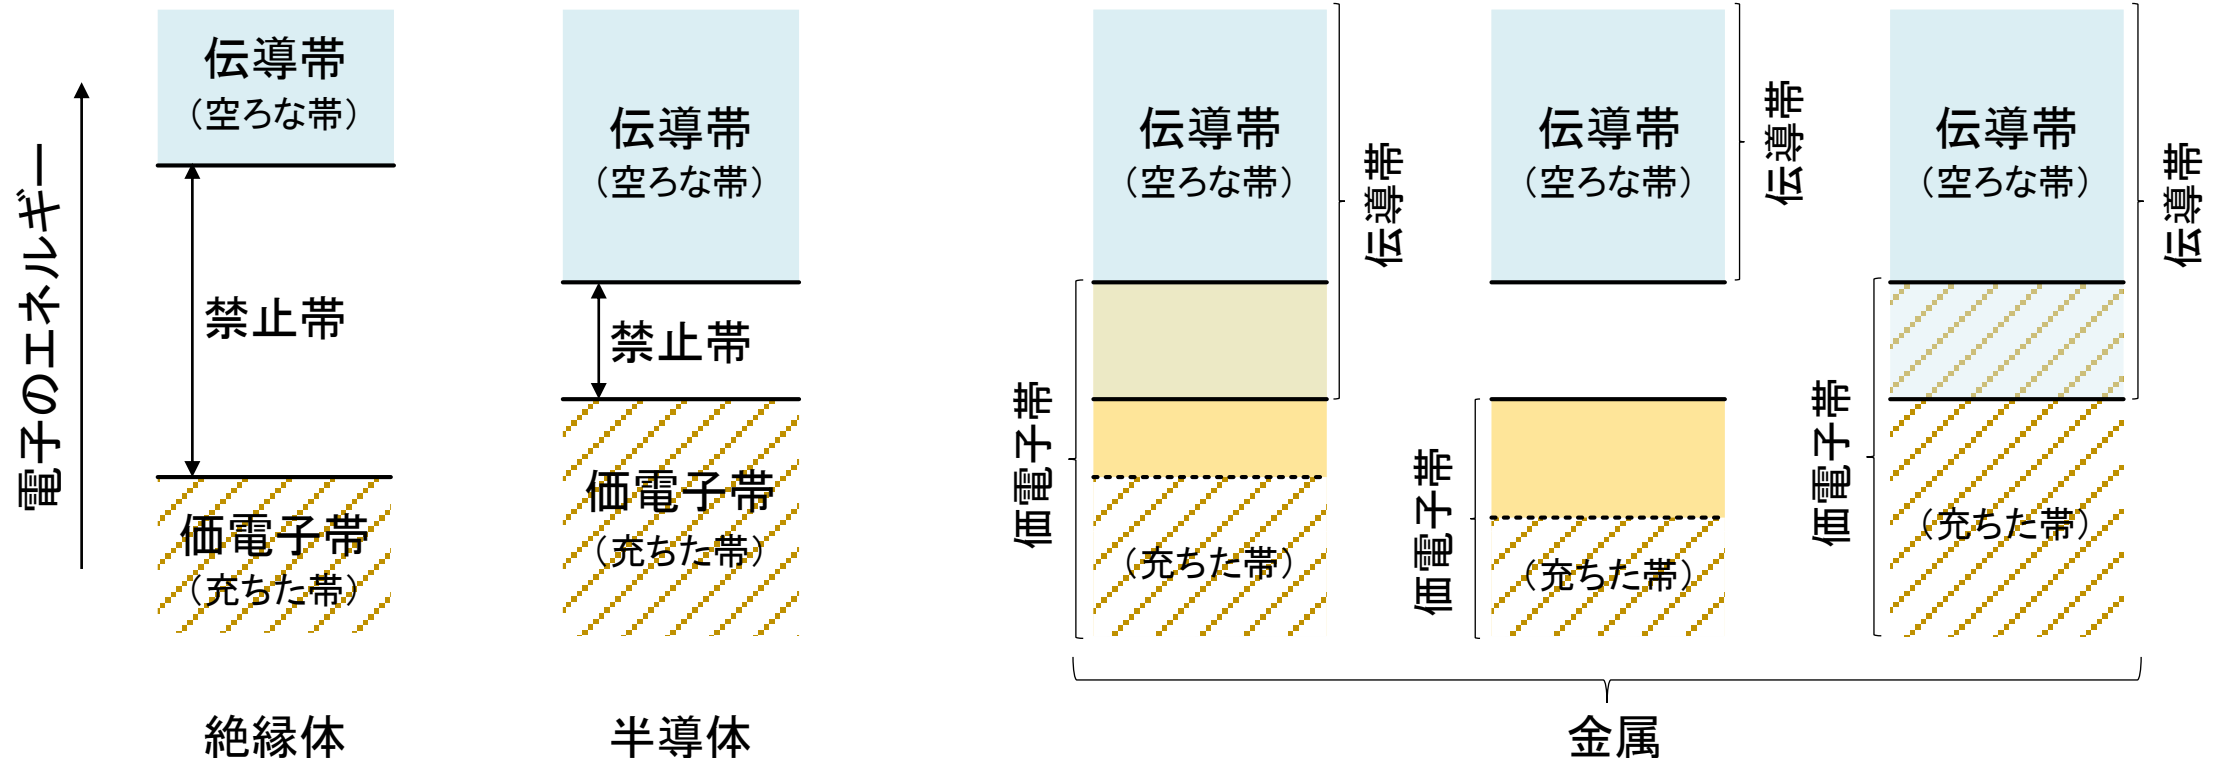 電子のエネルギー
伝導帯
（空ろな帯）
禁止帯
価電子帯
（充ちた帯）
絶縁体
伝導帯
（空ろな帯）
禁止帯
価電子帯
（充ちた帯）
半導体
価電子帯
伝導帯
（空ろな帯）
（充ちた帯）
伝導帯
価電子帯
伝導帯
（空ろな帯）
（充ちた帯）
伝導帯
価電子帯
伝導帯
（空ろな帯）
（充ちた帯）
伝導帯
金属